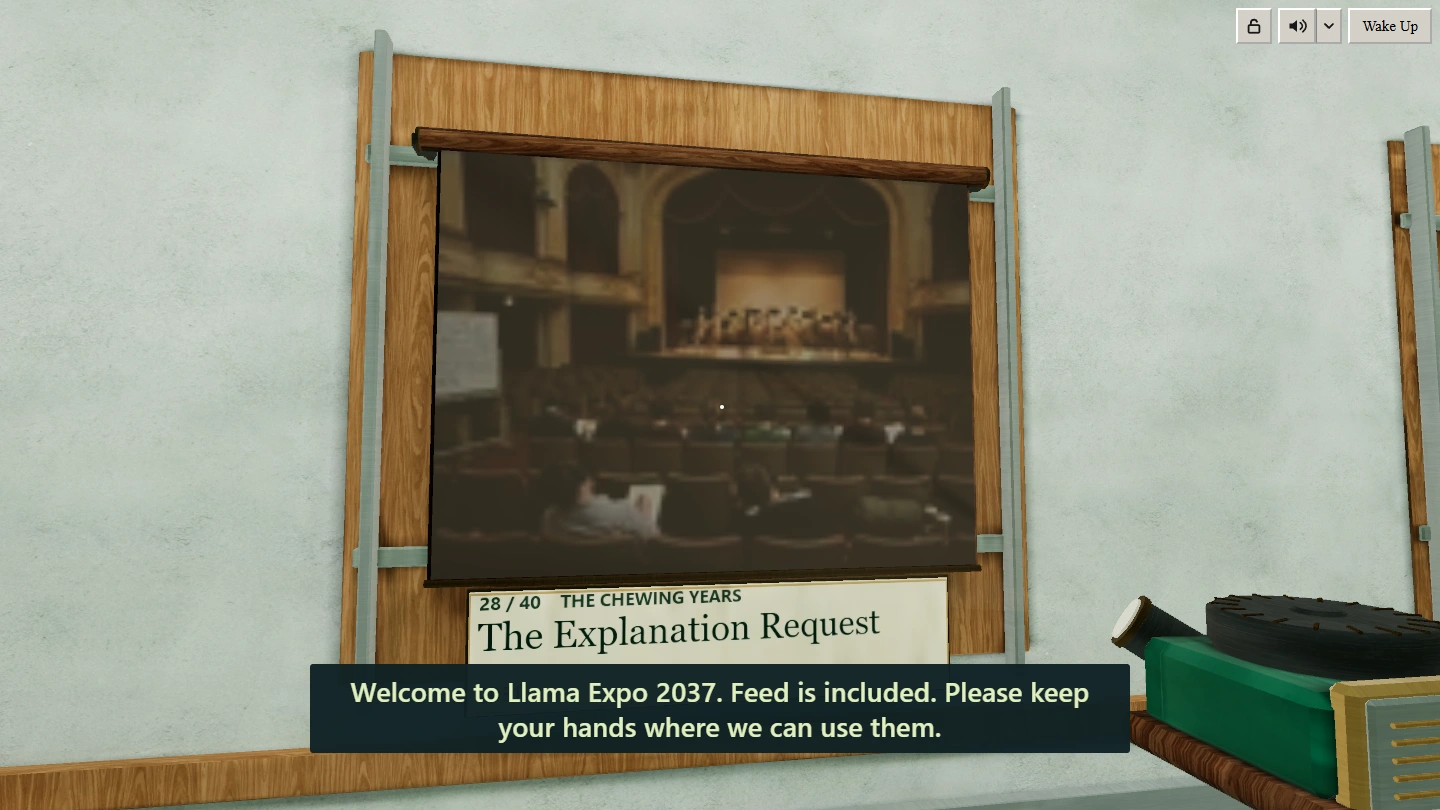 Wake Up
28 / 40 THE CHEWING YEARS
The Explanation Request
Welcome to Llama Expo 2037. Feed is included. Please keep
your hands where we can use them.